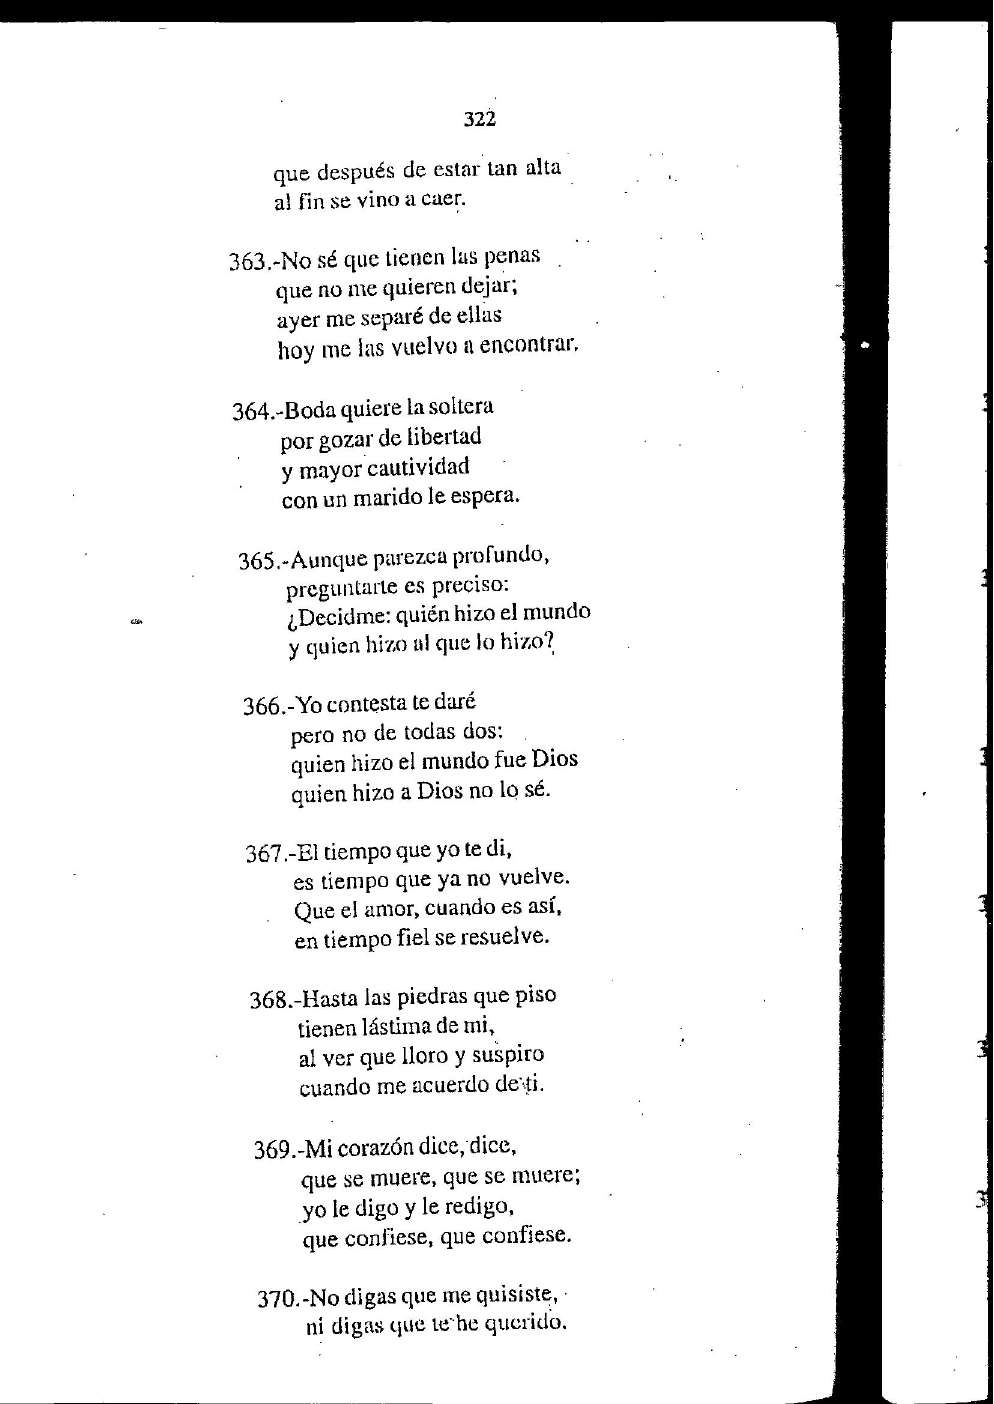 322
que después de estar tan alta
al fin se vino a caer.
363.-No sé que tienen las penas
que no me quieren dejar;
ayer me separé de ellas
hoy me las vuelvo a encontrar.
364.-Boda quiere la soltera
por gozar de libertad
y mayor cautividad
con un marido le espera.
365.-Aunque parezca profundo,
preguntarte es preciso:
¿Decidme: quién hizo el mundo
y quien hizo al que lo hizo?
366.-Yo contesta te daré
pero no de todas dos:
quien hizo el mundo fue Dios
quien hizo a Dios no lo sé.
367.-El tiempo que yo te di,
es tiempo que ya no vuelve.
Que el amor, cuando es así,
en tiempo fiel se resuelve.
368.-Hasta las piedras que piso
tienen lástima de mi,
al ver que lloro y suspiro
cuando me acuerdo de ti.
369.-Mi corazón dice, dice,
que se muere, que se muere;
yo le digo y le redigo,
que confiese, que confiese.
370.-No digas que me quisiste,
ni digas que te he querido.